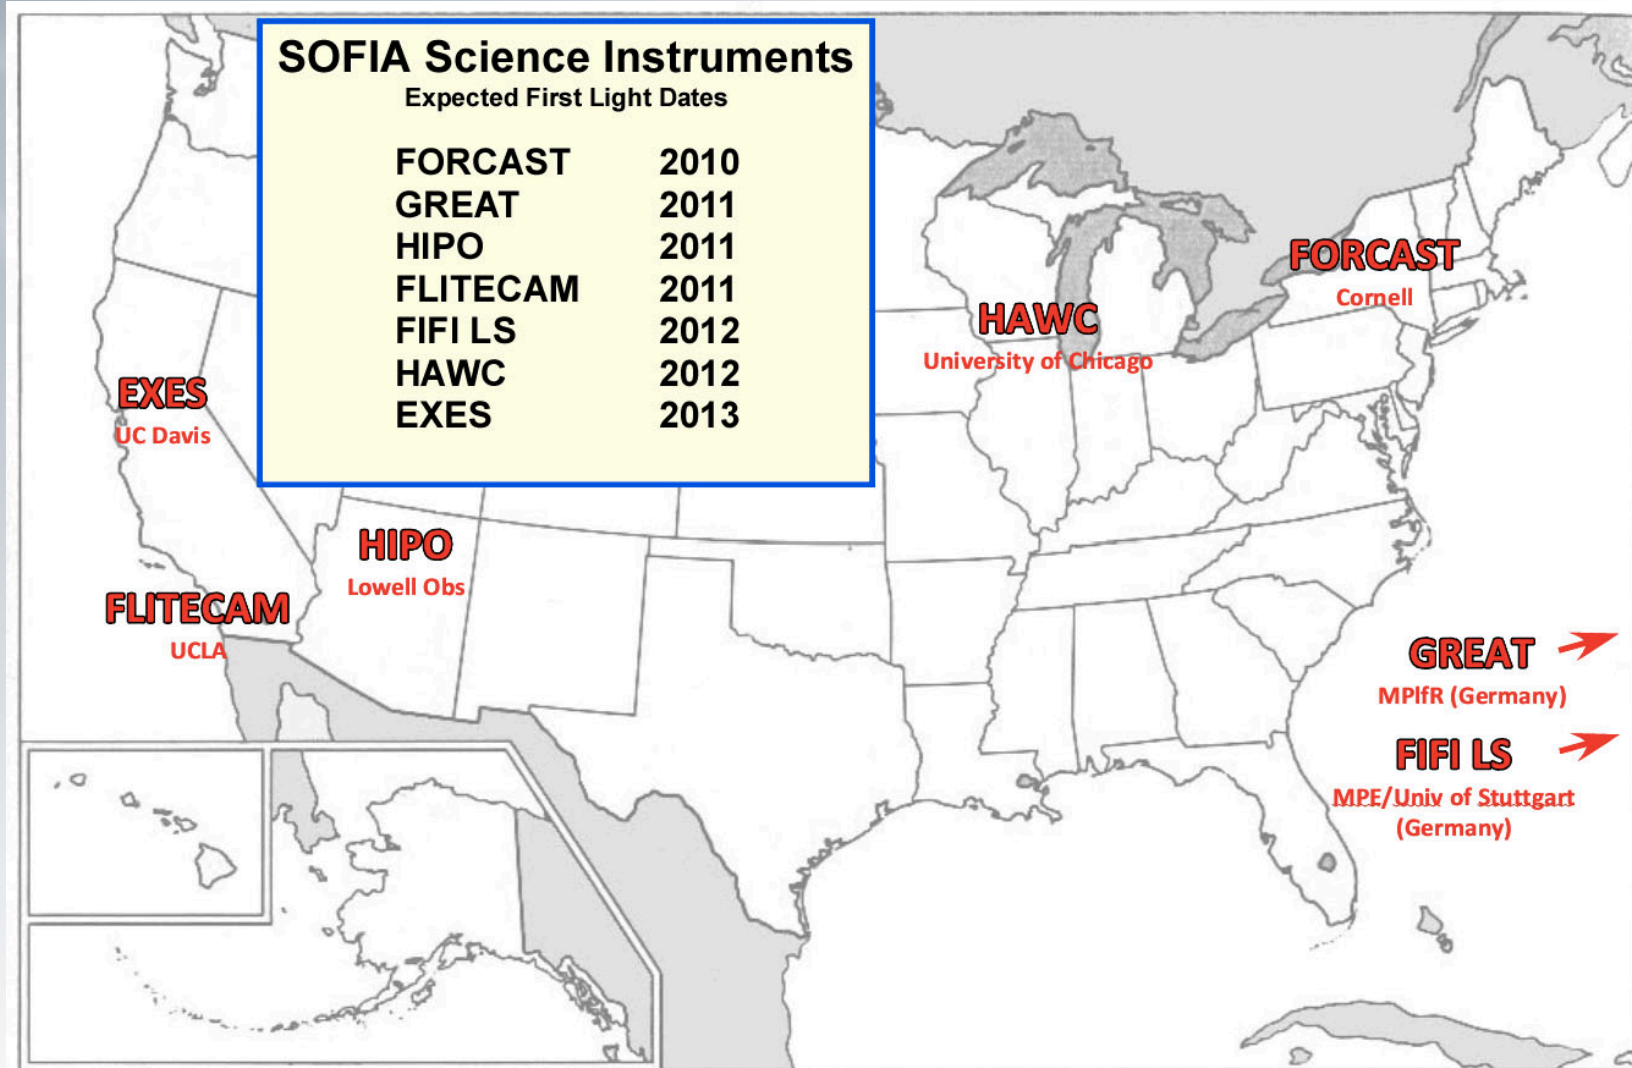 SOFIA Science Instruments
Expected First Light Dates
FORCAST 2010
GREAT 2011
HIPO 2011
FLITECAM 2011
FIFI LS 2012
HAWC 2012
EXES 2013
FORCAST
Cornell
HAWC
University of Chicago
EXES
UC Davis
HIPO
Lowell Obs
FLITECAM
UCLA
GREAT
MPIfR (Germany)
FIFI LS
MPE/Univ of Stuttgart
(Germany)